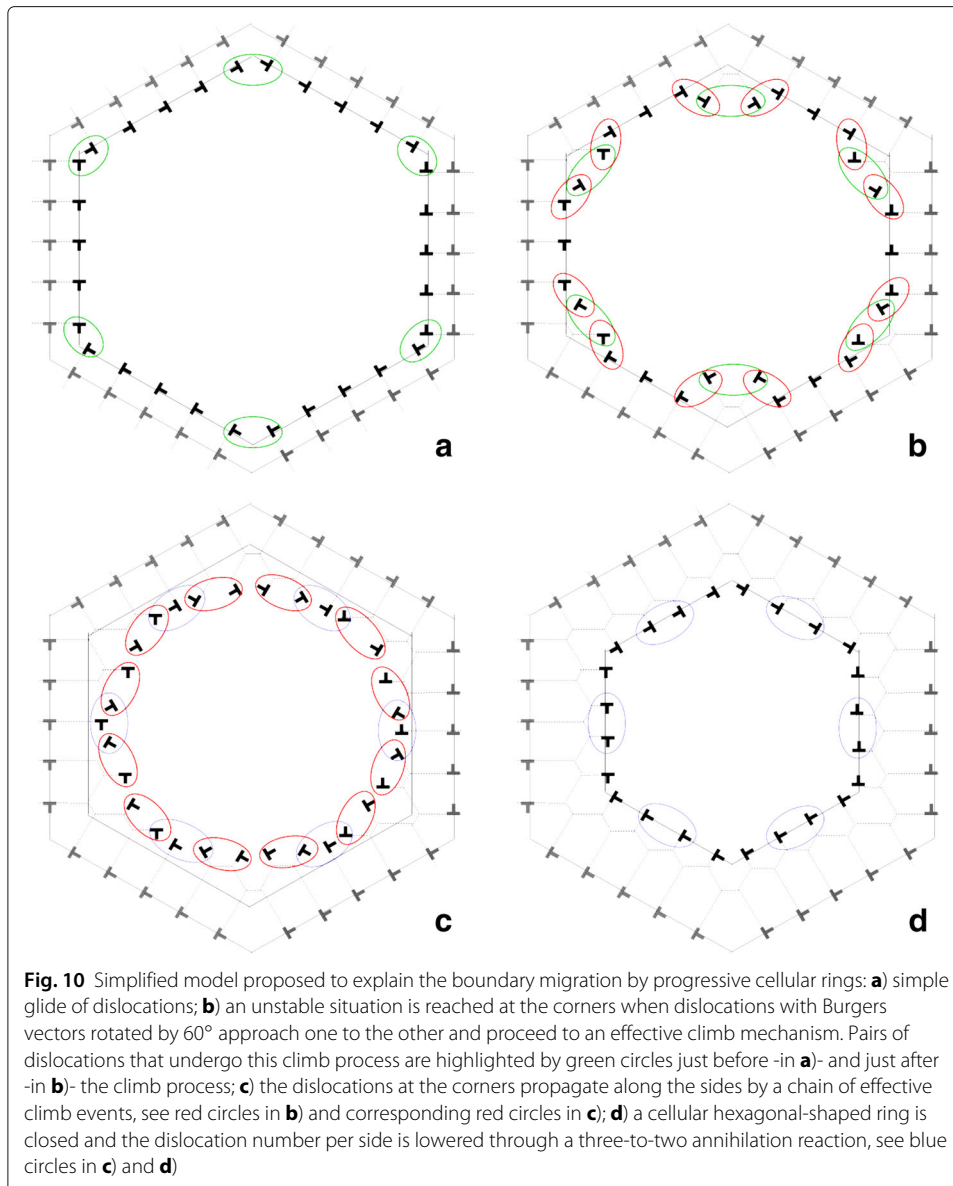 a
b
c
d
Fig. 10 Simplified model proposed to explain the boundary migration by progressive cellular rings: a) simple
glide of dislocations; b) an unstable situation is reached at the corners when dislocations with Burgers
vectors rotated by 60° approach one to the other and proceed to an effective climb mechanism. Pairs of
dislocations that undergo this climb process are highlighted by green circles just before -in a)- and just after
-in b)- the climb process; c) the dislocations at the corners propagate along the sides by a chain of effective
climb events, see red circles in b) and corresponding red circles in c); d) a cellular hexagonal-shaped ring is
closed and the dislocation number per side is lowered through a three-to-two annihilation reaction, see blue
circles in c) and d)